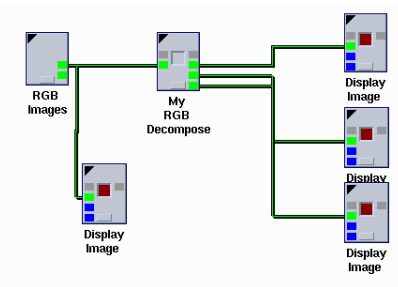 RGB
Images
My
RGB
Decompose
Display
Image
Display
Image
Display
Display
Image